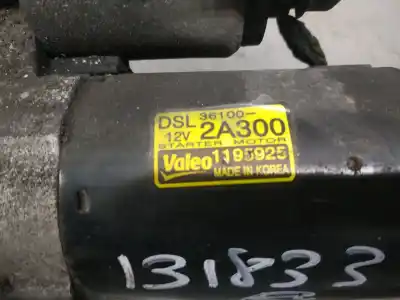 DSL 36100-
12V 2A300
STARTER MOTOR
Valeo 1195925
MADE IN KOREA
131833